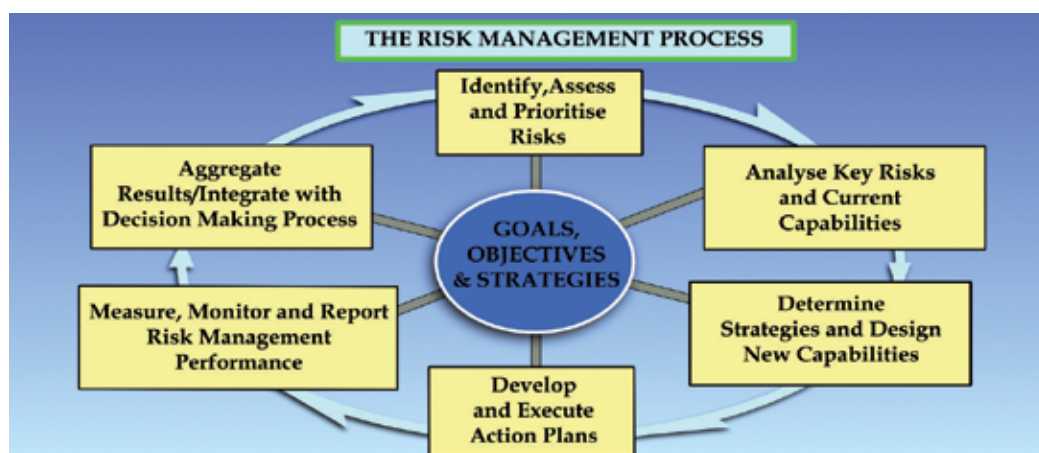 THE RISK MANAGEMENT PROCESS
Identify,Assess
and Prioritise
Risks
Analyse Key Risks
and Current
Capabilities
Determine
Strategies and Design
New Capabilities
Develop
and Execute
Action Plans
Measure, Monitor and Report
Risk Management
Performance
Aggregate
Results/Integrate with
Decision Making Process
GOALS,
OBJECTIVES
& STRATEGIES